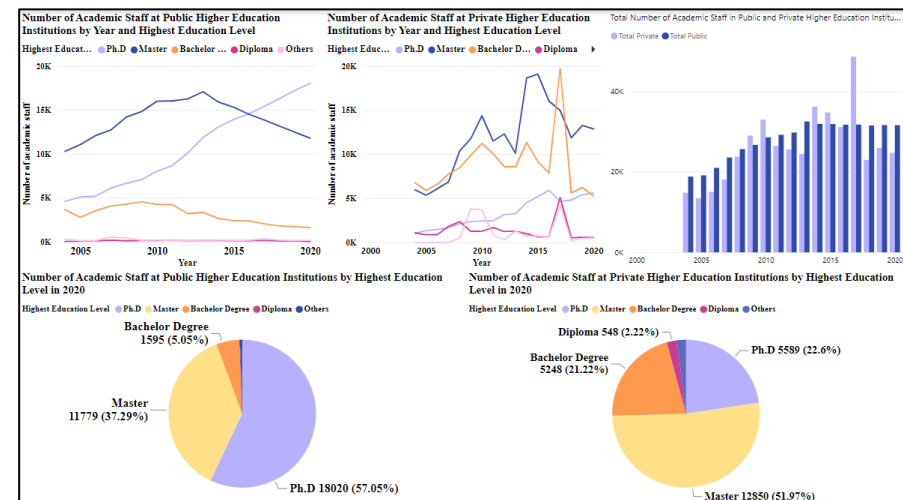 Number of Academic Staff at Public Higher Education
Institutions by Year and Highest Education Level
Highest Educat... Ph.D Master Bachelor ... Diploma Others
20K
15K
10K
5K
0K
Number of academic staff
2005 2010 2015 2020
Year
Number of Academic Staff at Private Higher Education
Institutions by Year and Highest Education Level
Highest Educ... Ph.D Master Bachelor D... Diploma
20K
15K
10K
5K
0K
Number of academic staff
2000 2005 2010 2015 2020
Year
Total Number of Academic Staff in Public and Private Higher Education Institu...
Total Private Total Public
40K
20K
0K
2000 2005 2010 2015 2020
Number of Academic Staff at Public Higher Education Institutions by Highest Education
Level in 2020
Highest Education Level Ph.D Master Bachelor Degree Diploma Others
Bachelor Degree
1595 (5.05%)
Master
11779 (37.29%)
Ph.D 18020 (57.05%)
Number of Academic Staff at Private Higher Education Institutions by Highest Education
Level in 2020
Highest Education Level Ph.D Master Bachelor Degree Diploma Others
Diploma 548 (2.22%)
Bachelor Degree
5248 (21.22%)
Ph.D 5589 (22.6%)
Master 12850 (51.97%)